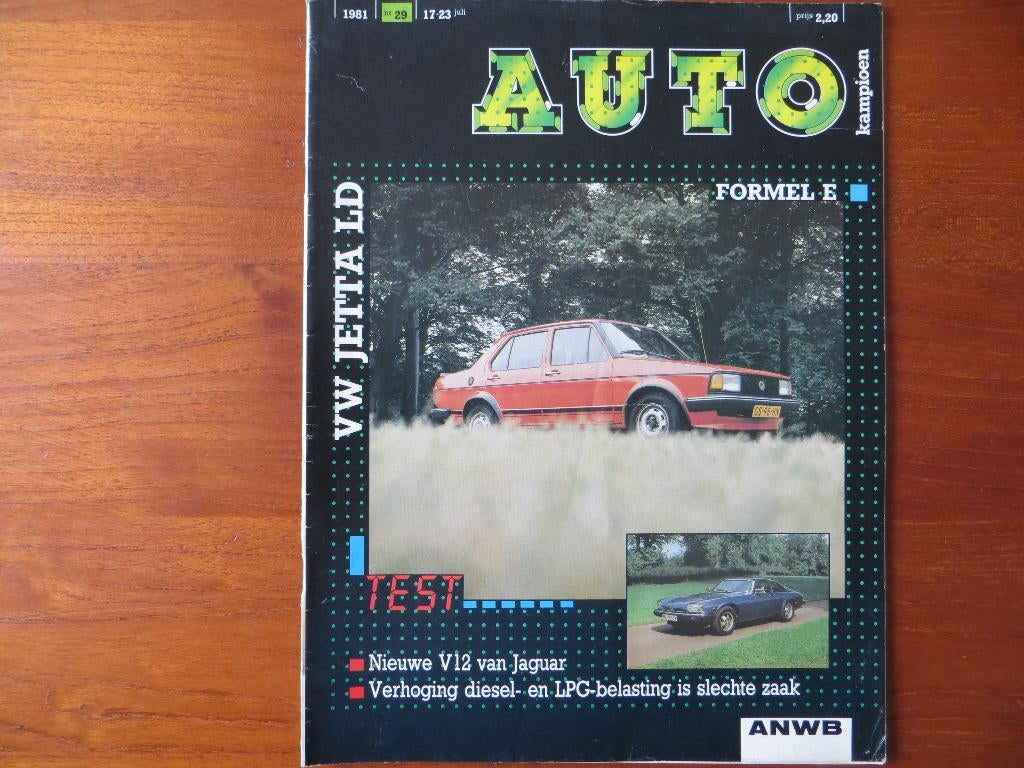 1981 nr 29 17-23 juli
prijs 2,20
AUTO
kampioen
FORMEL E
VW JETTA LD
TEST
Nieuwe V12 van Jaguar
Verhoging diesel- en LPG-belasting is slechte zaak
ANWB